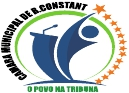 CÂMARA MUNICIPAL DE B.CONSTANT
O POVO NA TRIBUNA